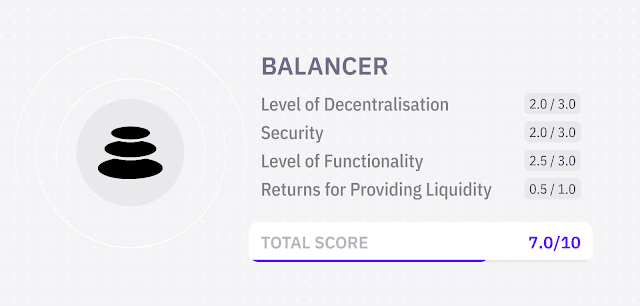 BALANCER
Level of Decentralisation 2.0 / 3.0
Security 2.0 / 3.0
Level of Functionality 2.5 / 3.0
Returns for Providing Liquidity 0.5 / 1.0
TOTAL SCORE 7.0/10